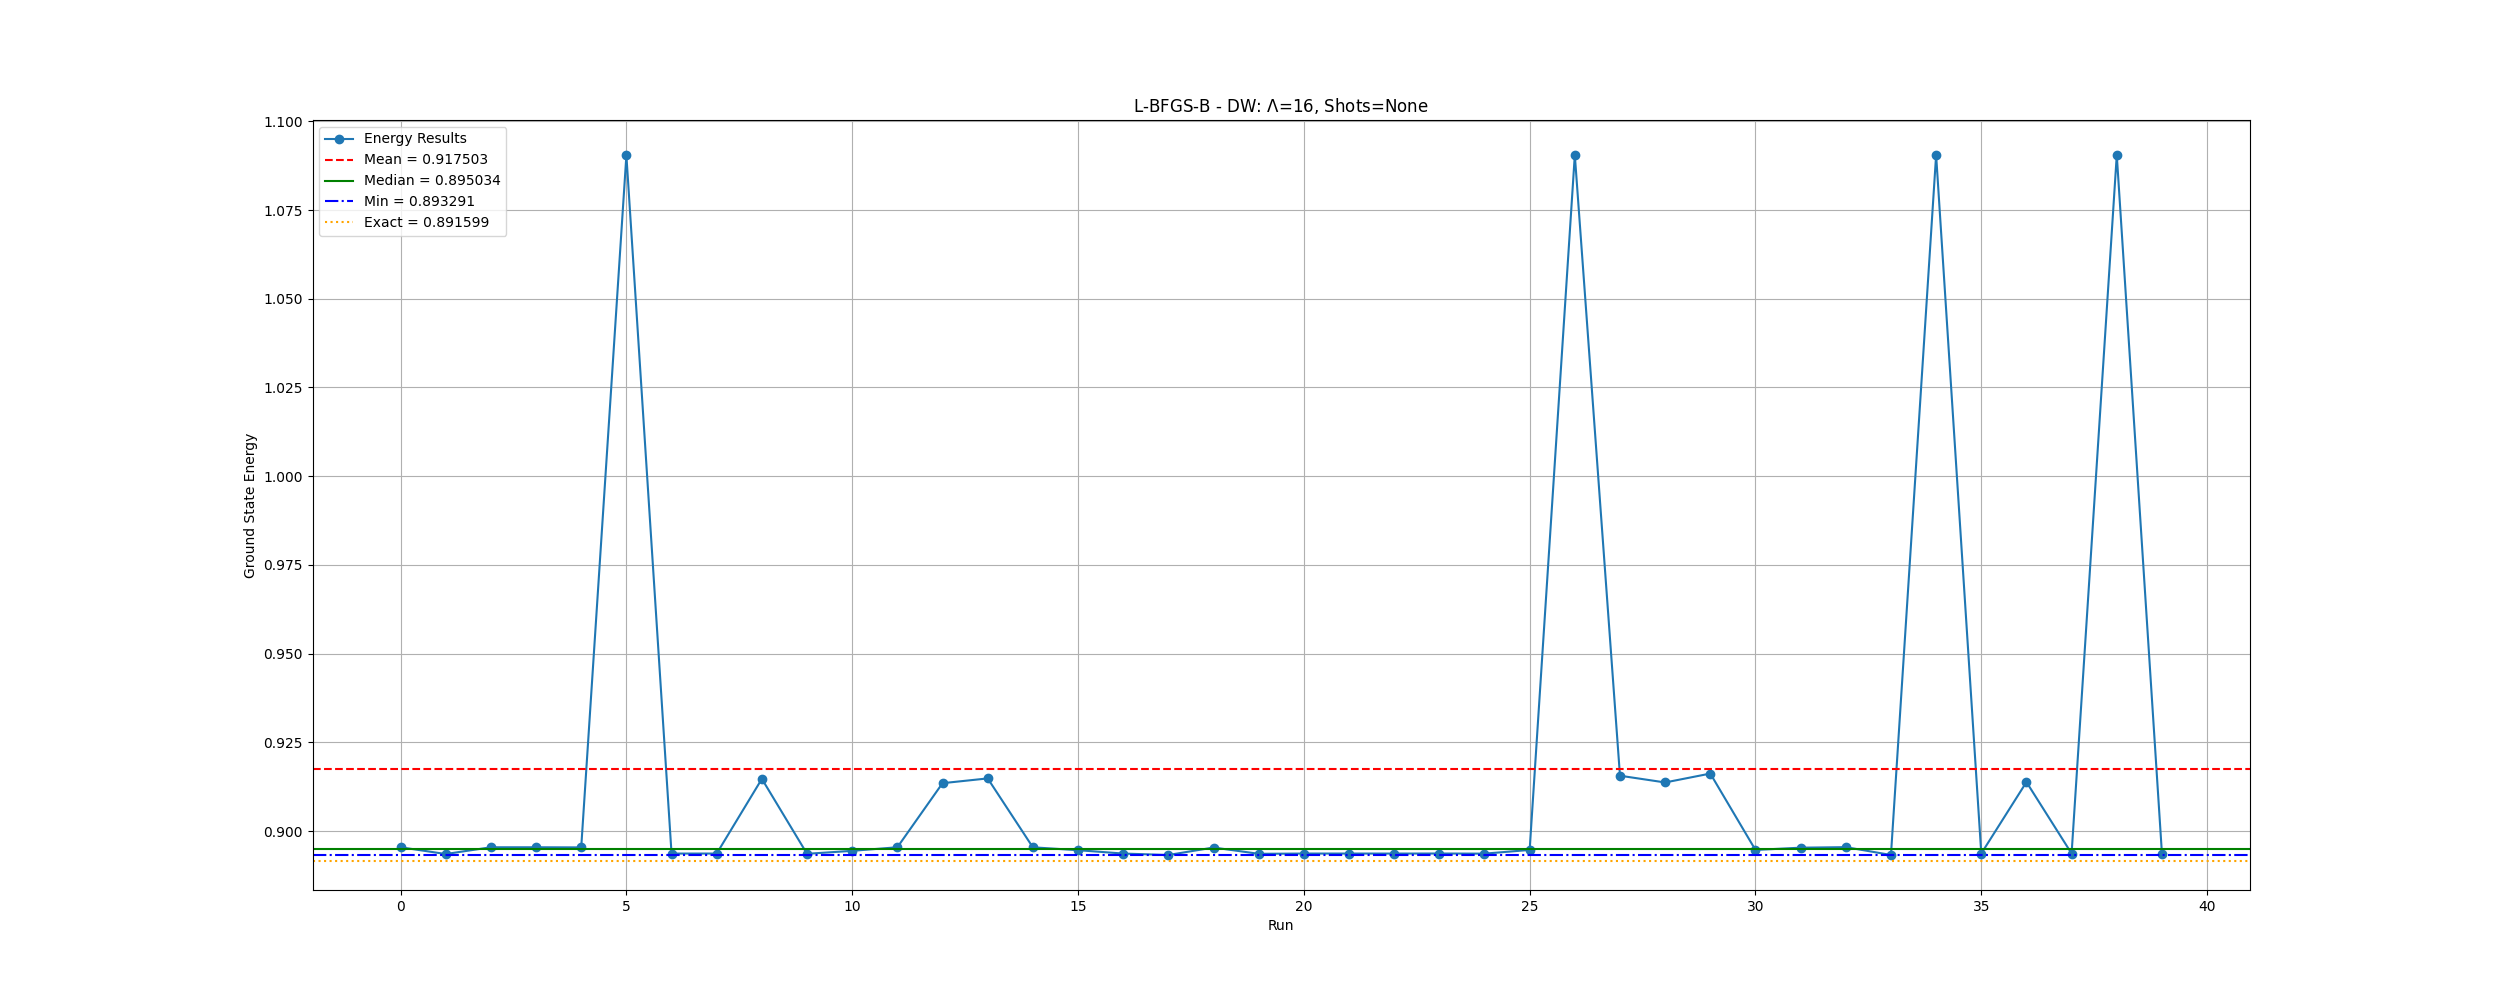 L-BFGS-B - DW: Λ=16, Shots=None
Energy Results
Mean = 0.917503
Median = 0.895034
Min = 0.893291
Exact = 0.891599
Ground State Energy
1.100
1.075
1.050
1.025
1.000
0.975
0.950
0.925
0.900
0 5 10 15 20 25 30 35 40
Run